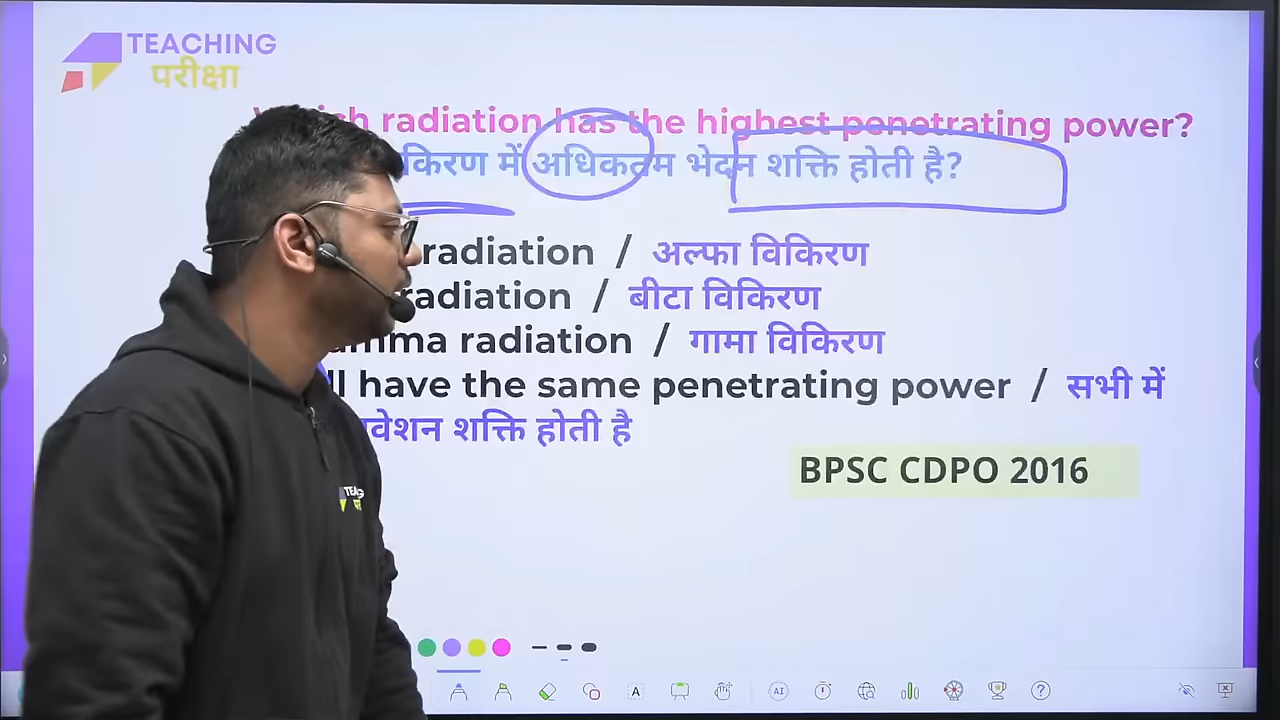 TEACHING
परीक्षा
radiation has the highest penetrating power?
में अधिकतम भेदन शक्ति होती है?
radiation / अल्फा विकिरण
radiation / बीटा विकिरण
radiation / गामा विकिरण
have the same penetrating power / सभी में
शक्ति होती है
BPSC CDPO 2016
A
AI
?